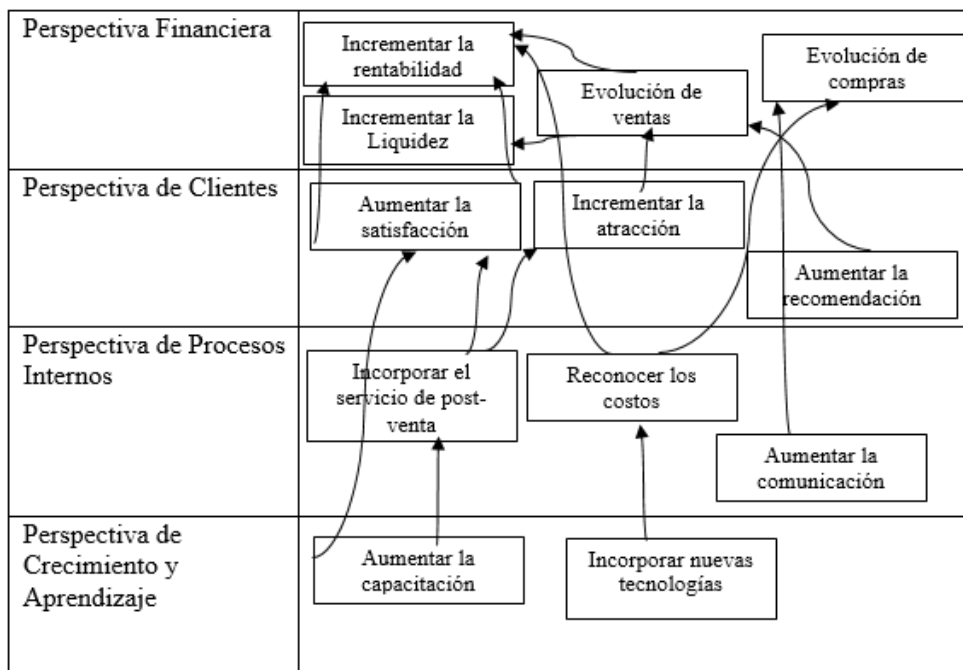 Perspectiva Financiera
Incrementar la
rentabilidad
Incrementar la
Liquidez
Evolución de
ventas
Evolución de
compras
Perspectiva de Clientes
Aumentar la
satisfacción
Incrementar la
atracción
Aumentar la
recomendación
Perspectiva de Procesos
Internos
Incorporar el
servicio de post-
venta
Reconocer los
costos
Aumentar la
comunicación
Perspectiva de
Crecimiento y
Aprendizaje
Aumentar la
capacitación
Incorporar nuevas
tecnologías